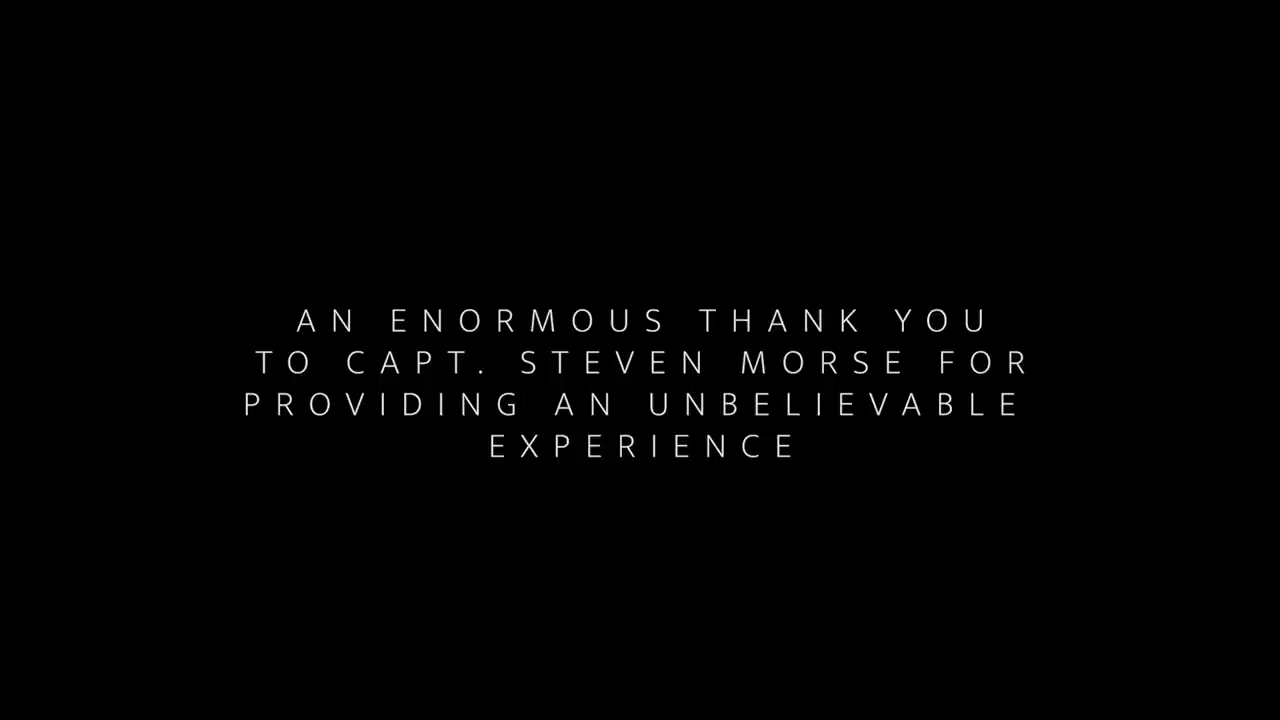 AN ENORMOUS THANK YOU
TO CAPT. STEVEN MORSE FOR
PROVIDING AN UNBELIEVABLE
EXPERIENCE